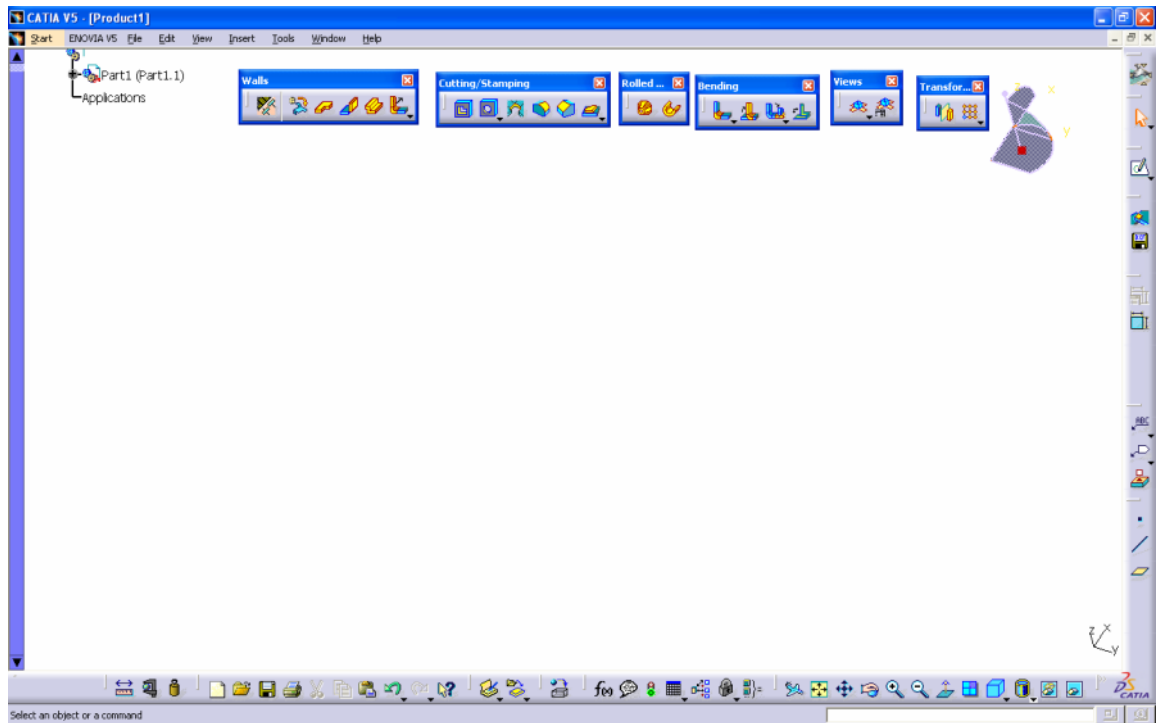 CATIA V5 - [Product1]
Start ENOVIA V5 File Edit View Insert Tools Window Help
Part1 (Part1.1)
Applications
Walls
Cutting/Stamping
Rolled ...
Bending
Views
Transfor...
x
y
ABC
z x
y
f(x)
CATIA
Select an object or a command